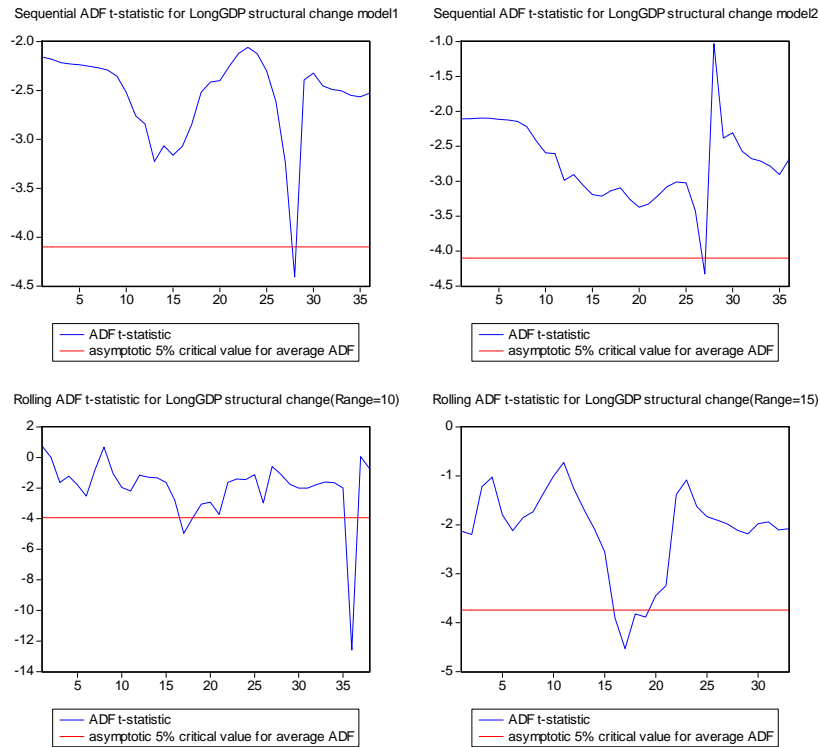 Sequential ADF t-statistic for LongGDP structural change model1
-2.0
-2.5
-3.0
-3.5
-4.0
-4.5
5 10 15 20 25 30 35
ADF t-statistic
asymptotic 5% critical value for average ADF
Sequential ADF t-statistic for LongGDP structural change model2
-1.0
-1.5
-2.0
-2.5
-3.0
-3.5
-4.0
-4.5
5 10 15 20 25 30 35
ADF t-statistic
asymptotic 5% critical value for average ADF
Rolling ADF t-statistic for LongGDP structural change(Range=10)
2
0
-2
-4
-6
-8
-10
-12
-14
5 10 15 20 25 30 35
ADF t-statistic
asymptotic 5% critical value for average ADF
Rolling ADF t-statistic for LongGDP structural change(Range=15)
0
-1
-2
-3
-4
-5
5 10 15 20 25 30
ADF t-statistic
asymptotic 5% critical value for average ADF